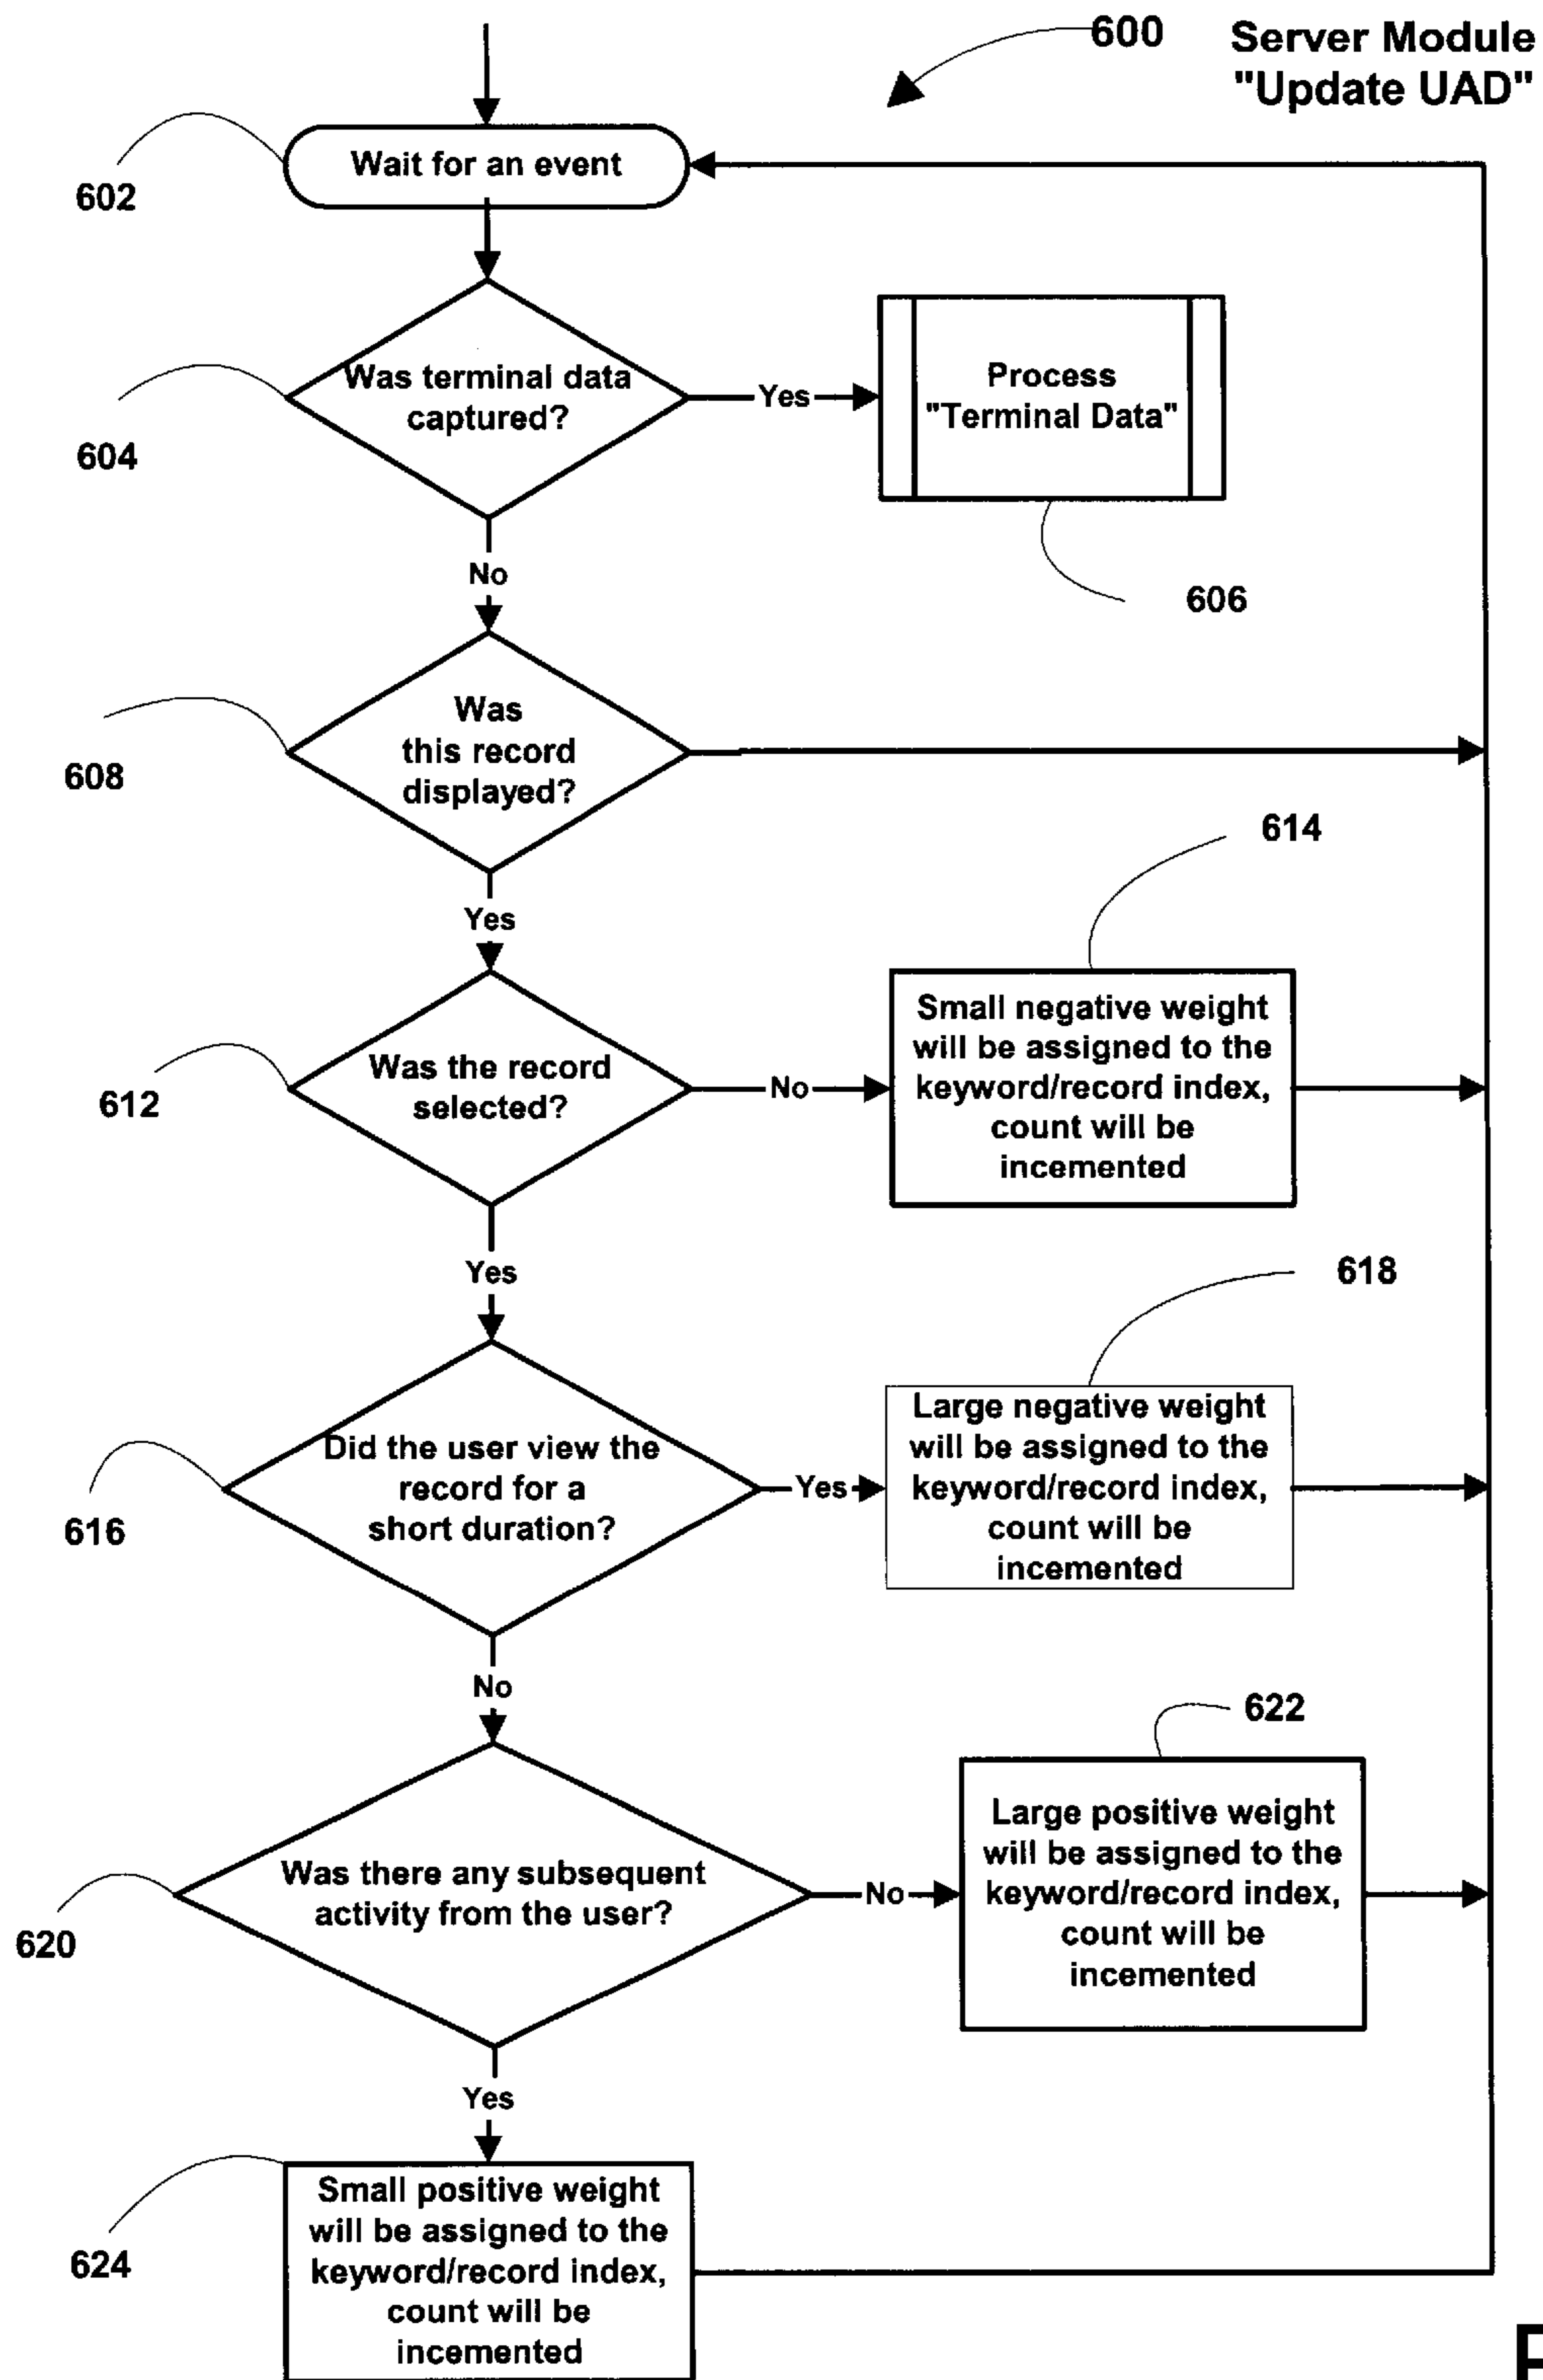 600
Server Module
"Update UAD"
Wait for an event
602
Was terminal data
captured?
Yes
Process
"Terminal Data"
604
606
No
Was
this record
displayed?
608
Yes
614
Was the record
selected?
No
Small negative weight
will be assigned to the
keyword/record index,
count will be
incemented
612
Yes
618
Did the user view the
record for a
short duration?
Yes
Large negative weight
will be assigned to the
keyword/record index,
count will be
incemented
616
No
622
Was there any subsequent
activity from the user?
No
Large positive weight
will be assigned to the
keyword/record index,
count will be
incemented
620
Yes
Small positive weight
will be assigned to the
keyword/record index,
count will be
incemented
624